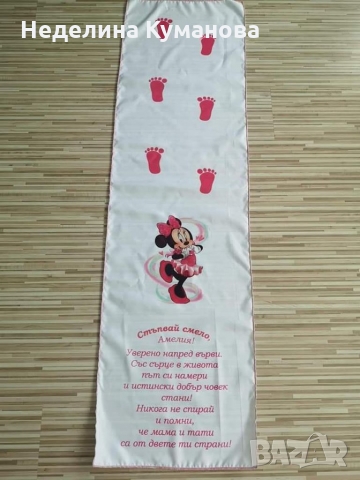 Неделина Куманова
Стъпвай смело,
Амелия!
Уверено напред върви.
Със сърце в живота
път си намери
и истински добър човек
стани!
Никога не спирай
и помни,
че мама и тати
са от двете ти страни!
BAZAR